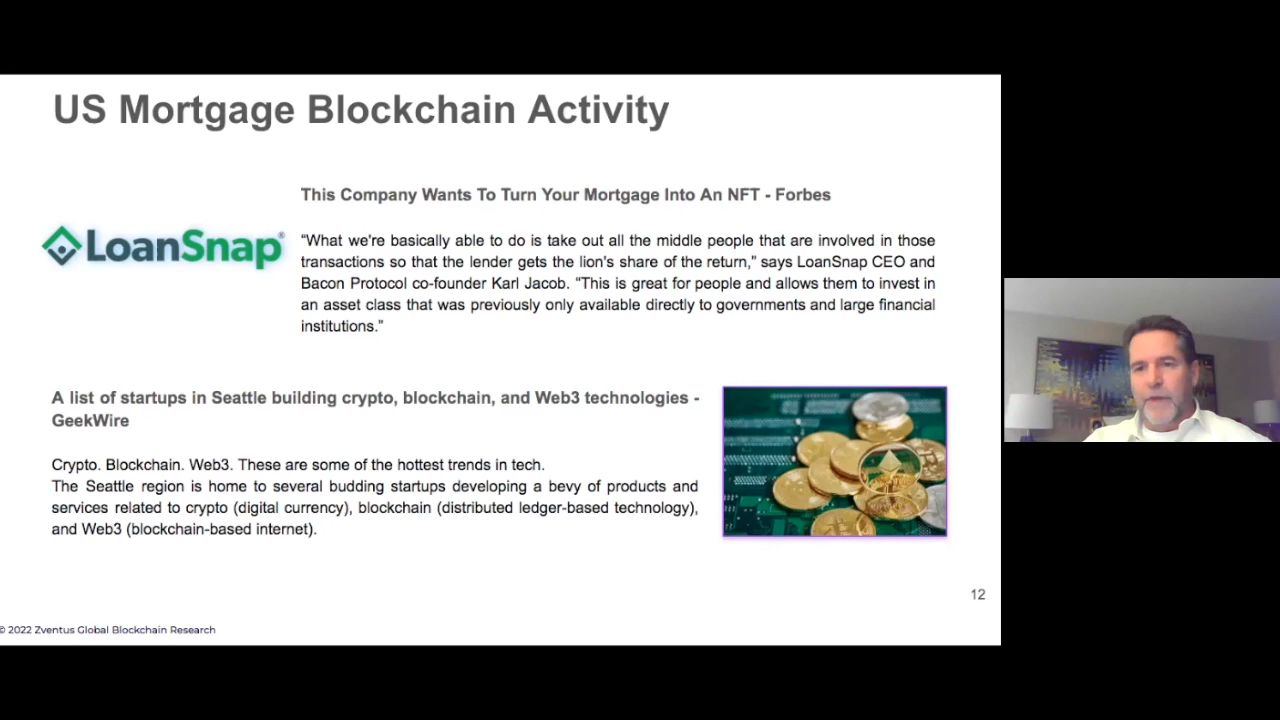 US Mortgage Blockchain Activity
This Company Wants To Turn Your Mortgage Into An NFT - Forbes
LoanSnap®
“What we're basically able to do is take out all the middle people that are involved in those
transactions so that the lender gets the lion's share of the return,” says LoanSnap CEO and
Bacon Protocol co-founder Karl Jacob. “This is great for people and allows them to invest in
an asset class that was previously only available directly to governments and large financial
institutions.”
A list of startups in Seattle building crypto, blockchain, and Web3 technologies -
GeekWire
Crypto. Blockchain. Web3. These are some of the hottest trends in tech.
The Seattle region is home to several budding startups developing a bevy of products and
services related to crypto (digital currency), blockchain (distributed ledger-based technology),
and Web3 (blockchain-based internet).
12
© 2022 Zventus Global Blockchain Research